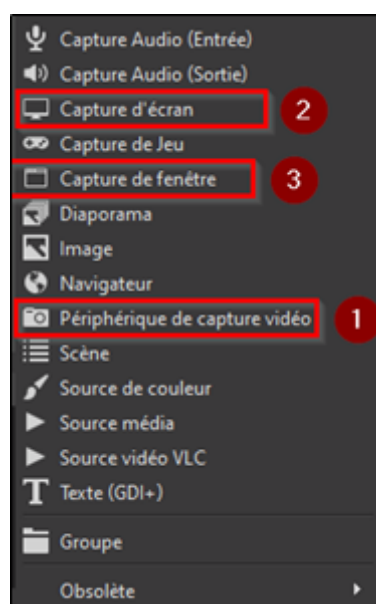 Capture Audio (Entrée)
Capture Audio (Sortie)
Capture d'écran 2
Capture de Jeu
Capture de fenêtre 3
Diaporama
Image
Navigateur
Périphérique de capture vidéo 1
Scène
Source de couleur
Source média
Source vidéo VLC
T Texte (GDI+)
Groupe
Obsolète